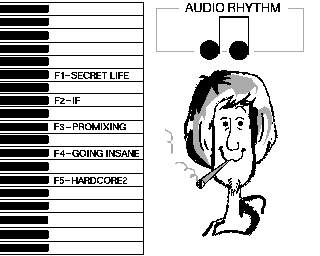 AUDIO RHYTHM
F1-SECRET LIFE
F2-IF
F3-PROMIXING
F4-GOING INSANE
F5-HARDCORE2